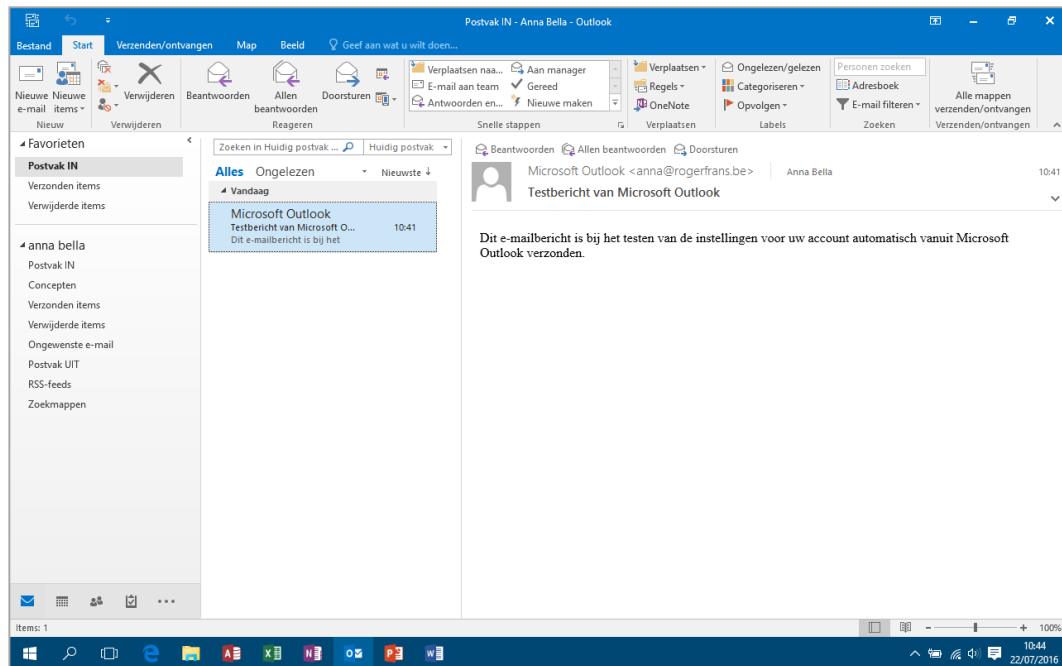 Postvak IN - Anna Bella - Outlook
Bestand Start Verzenden/ontvangen Map Beeld Geef aan wat u wilt doen...
Nieuwe e-mail
Nieuwe items
Verwijderen
Beantwoorden
Allen beantwoorden
Doorsturen
Verplaatsen naa...
E-mail aan team
Antwoorden en...
Aan manager
Gereed
Nieuwe maken
Verplaatsen
Regels
OneNote
Ongelezen/gelezen
Categoriseren
Opvolgen
Personen zoeken
Adresboek
E-mail filteren
Alle mappen verzenden/ontvangen
Nieuw Verwijderen Reageren Snelle stappen Verplaatsen Labels Zoeken Verzenden/ontvangen
Favorieten
Postvak IN
Verzonden items
Verwijderde items
anna bella
Postvak IN
Concepten
Verzonden items
Verwijderde items
Ongewenste e-mail
Postvak UIT
RSS-feeds
Zoekmappen
Zoeken in Huidig postvak ... Huidig postvak
Alles Ongelezen Nieuwste ↓
Vandaag
Microsoft Outlook
Testbericht van Microsoft O... 10:41
Dit e-mailbericht is bij het
Beantwoorden Allen beantwoorden Doorsturen
Microsoft Outlook <anna@rogerfrans.be> Anna Bella 10:41
Testbericht van Microsoft Outlook
Dit e-mailbericht is bij het testen van de instellingen voor uw account automatisch vanuit Microsoft
Outlook verzonden.
Items: 1 100%
10:44
22/07/2016